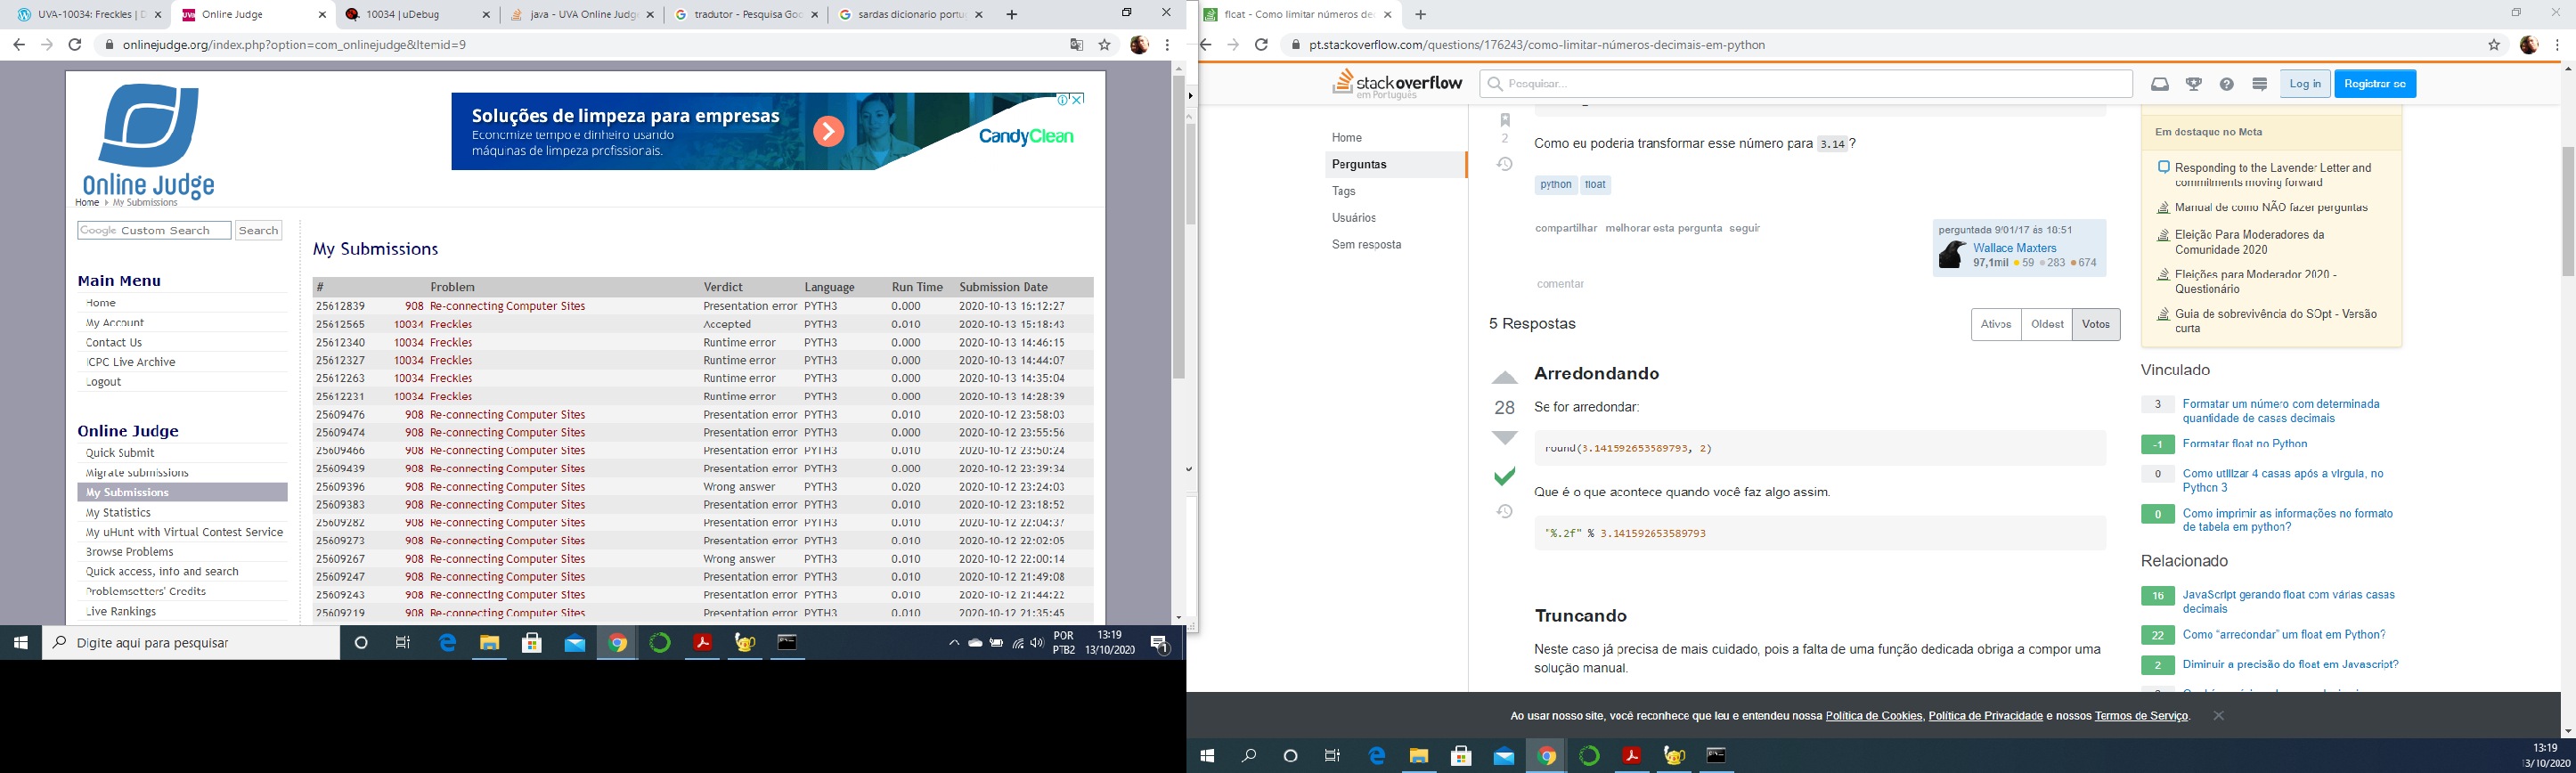 UVA-10034: Freckles | D
Online Judge
10034 | uDebug
java - UVA Online Judg
tradutor - Pesquisa Goo
sardas dicionario portu
onlinejudge.org/index.php?option=com_onlinejudge&Itemid=9
Online Judge
Home
My Submissions
Soluções de limpeza para empresas
Economize tempo e dinheiro usando
máquinas de limpeza profissionais.
CandyClean
Google Custom Search
Search
Main Menu
Home
My Account
Contact Us
ICPC Live Archive
Logout
Online Judge
Quick Submit
Migrate submissions
My Submissions
My Statistics
My uHunt with Virtual Contest Service
Browse Problems
Quick access, info and search
Problemsetters' Credits
Live Rankings
My Submissions
# Problem Verdict Language Run Time Submission Date
25612839 908 Re-connecting Computer Sites Presentation error PYTH3 0.000 2020-10-13 16:12:27
25612565 10034 Freckles Accepted PYTH3 0.010 2020-10-13 15:18:43
25612340 10034 Freckles Runtime error PYTH3 0.000 2020-10-13 14:46:15
25612327 10034 Freckles Runtime error PYTH3 0.000 2020-10-13 14:44:07
25612263 10034 Freckles Runtime error PYTH3 0.000 2020-10-13 14:35:04
25612231 10034 Freckles Runtime error PYTH3 0.000 2020-10-13 14:28:39
25609476 908 Re-connecting Computer Sites Presentation error PYTH3 0.010 2020-10-12 23:58:03
25609474 908 Re-connecting Computer Sites Presentation error PYTH3 0.000 2020-10-12 23:55:56
25609466 908 Re-connecting Computer Sites Presentation error PYTH3 0.010 2020-10-12 23:50:24
25609439 908 Re-connecting Computer Sites Presentation error PYTH3 0.000 2020-10-12 23:39:34
25609396 908 Re-connecting Computer Sites Wrong answer PYTH3 0.020 2020-10-12 23:24:03
25609383 908 Re-connecting Computer Sites Presentation error PYTH3 0.010 2020-10-12 23:18:52
25609282 908 Re-connecting Computer Sites Presentation error PYTH3 0.010 2020-10-12 22:04:37
25609273 908 Re-connecting Computer Sites Presentation error PYTH3 0.010 2020-10-12 22:02:05
25609267 908 Re-connecting Computer Sites Wrong answer PYTH3 0.010 2020-10-12 22:00:14
25609247 908 Re-connecting Computer Sites Presentation error PYTH3 0.010 2020-10-12 21:49:08
25609243 908 Re-connecting Computer Sites Presentation error PYTH3 0.010 2020-10-12 21:44:22
25609219 908 Re-connecting Computer Sites Presentation error PYTH3 0.010 2020-10-12 21:35:45
Digite aqui para pesquisar
POR
PTB2
13:19
13/10/2020
1
float - Como limitar números dec
pt.stackoverflow.com/questions/176243/como-limitar-números-decimais-em-python
stackoverflow
em Português
Pesquisar...
Log in
Registrar-se
Home
Perguntas
Tags
Usuários
Sem resposta
2
Como eu poderia transformar esse número para 3.14 ?
python float
compartilhar melhorar esta pergunta seguir
perguntada 9/01/17 às 10:51
Wallace Maxters
97,1mil 59 283 674
comentar
5 Respostas
Ativos Oldest Votos
28
Arredondando
Se for arredondar:
round(3.141592653589793, 2)
Que é o que acontece quando você faz algo assim.
"%.2f" % 3.141592653589793
Truncando
Neste caso já precisa de mais cuidado, pois a falta de uma função dedicada obriga a compor uma
solução manual.
Em destaque no Meta
Responding to the Lavender Letter and
commitments moving forward
Manual de como NÃO fazer perguntas
Eleição Para Moderadores da
Comunidade 2020
Eleições para Moderador 2020 -
Questionário
Guia de sobrevivência do SOpt - Versão
curta
Vinculado
3 Formatar um número com determinada
quantidade de casas decimais
-1 Formatar float no Python
0 Como utilizar 4 casas após a vírgula, no
Python 3
0 Como imprimir as informações no formato
de tabela em python?
Relacionado
16 JavaScript gerando float com várias casas
decimais
22 Como "arrecondar" um float em Python?
2 Diminuir a precisão do float em Javascript?
Ao usar nosso site, você reconhece que leu e entendeu nossa Política de Cookies, Política de Privacidade e nossos Termos de Serviço.
13:19
13/10/2020